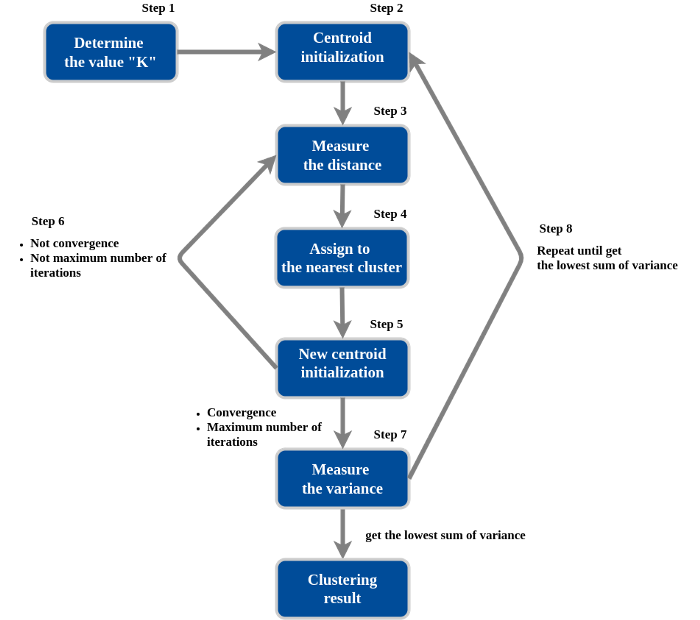 Step 1
Determine
the value "K"
Step 2
Centroid
initialization
Step 3
Measure
the distance
Step 4
Assign to
the nearest cluster
Step 5
New centroid
initialization
Step 6
• Not convergence
• Not maximum number of
iterations
• Convergence
• Maximum number of
iterations
Step 7
Measure
the variance
Step 8
Repeat until get
the lowest sum of variance
get the lowest sum of variance
Clustering
result